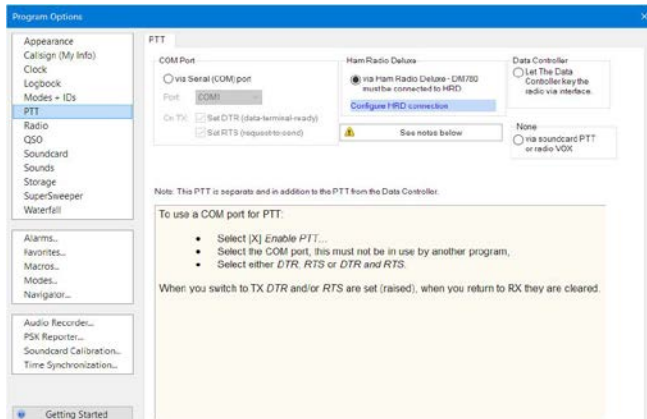 Program Options
Appearance
Callsign (My Info)
Clock
Logbook
Modes + IDs
PTT
Radio
QSO
Soundcard
Sounds
Storage
SuperSweeper
Waterfall
Alarms...
Favorites...
Macros...
Modes...
Navigator...
Audio Recorder...
PSK Reporter...
Soundcard Calibration...
Time Synchronization...
Getting Started
PTT
COM Port
via Serial (COM) port
Port: COM1
On TX: Set DTR (data-terminal-ready)
Set RTS (request-to-send)
Ham Radio Deluxe
via Ham Radio Deluxe - DM780
must be connected to HRD.
Configure HRD connection
See notes below
Data Controller
Let The Data
Controller key the
radio via interface.
None
via soundcard PTT
or radio VOX
Note: This PTT is separate and in addition to the PTT from the Data Controller.
To use a COM port for PTT:
• Select [X] Enable PTT...
• Select the COM port, this must not be in use by another program,
• Select either DTR, RTS or DTR and RTS.
When you switch to TX DTR and/or RTS are set (raised), when you return to RX they are cleared.